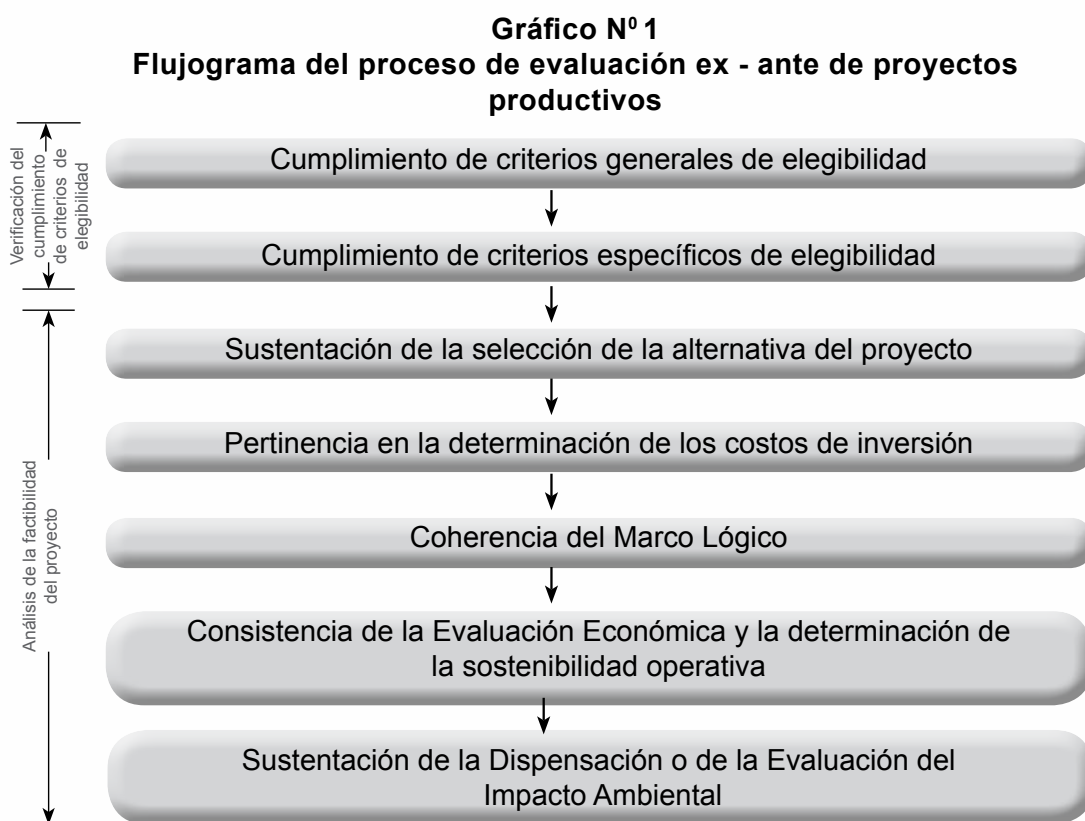 Gráfico Nº 1
Flujograma del proceso de evaluación ex - ante de proyectos
productivos
Verificación del
cumplimiento
de criterios de
elegibilidad
Cumplimiento de criterios generales de elegibilidad
Cumplimiento de criterios específicos de elegibilidad
Análisis de la factibilidad
del proyecto
Sustentación de la selección de la alternativa del proyecto
Pertinencia en la determinación de los costos de inversión
Coherencia del Marco Lógico
Consistencia de la Evaluación Económica y la determinación de
la sostenibilidad operativa
Sustentación de la Dispensación o de la Evaluación del
Impacto Ambiental